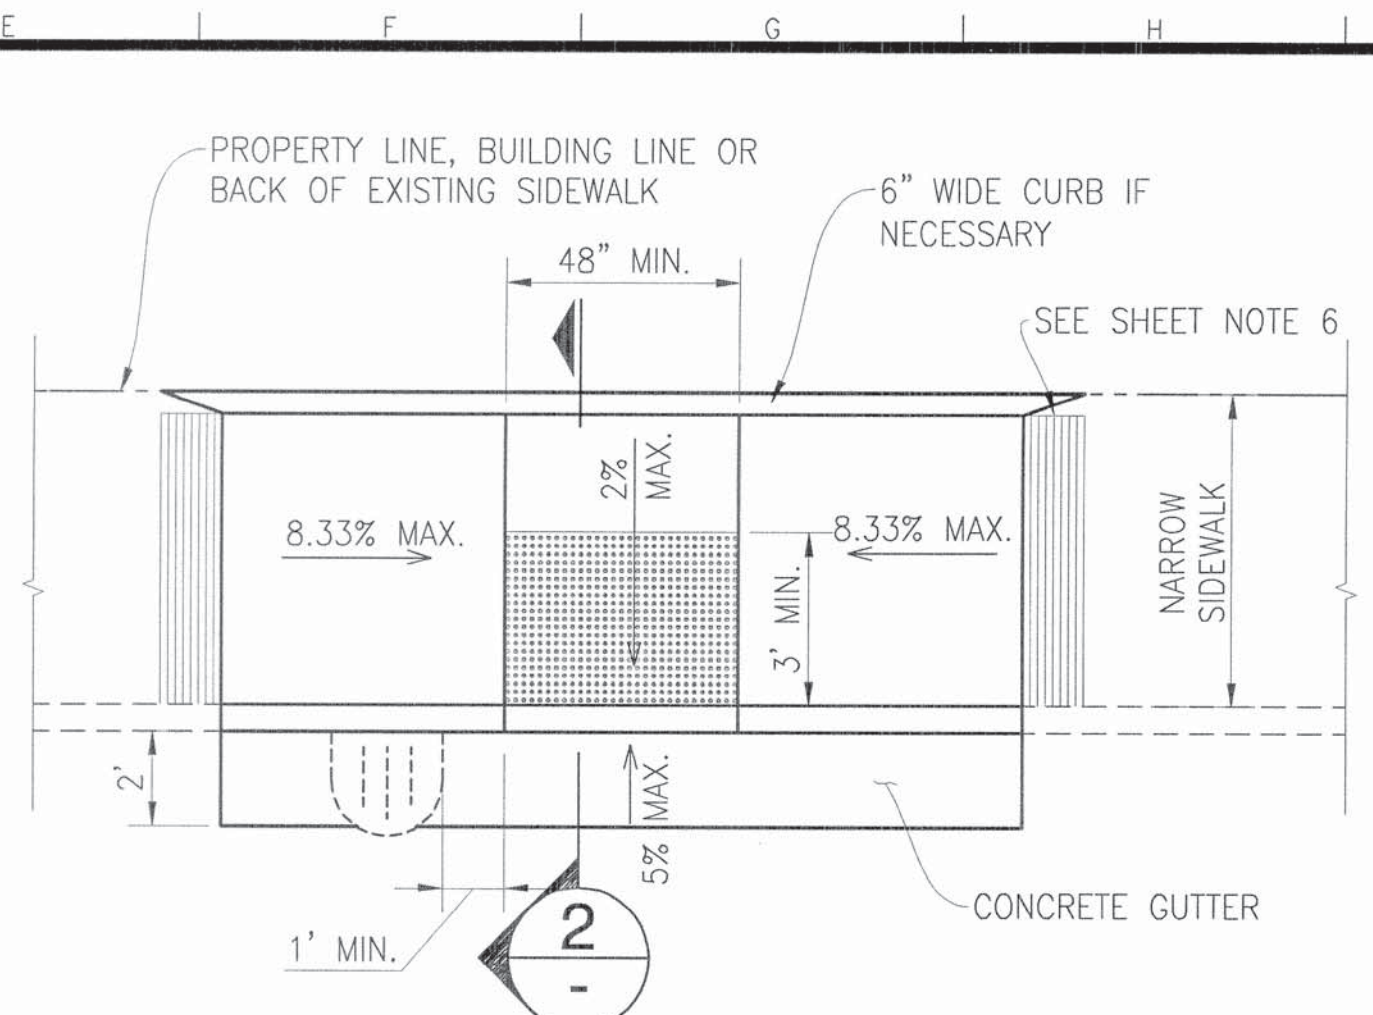 E F G H
PROPERTY LINE, BUILDING LINE OR
BACK OF EXISTING SIDEWALK
6" WIDE CURB IF
NECESSARY
48" MIN.
SEE SHEET NOTE 6
2%
MAX.
8.33% MAX.
8.33% MAX.
3' MIN.
NARROW
SIDEWALK
2'
5% MAX.
1' MIN.
2
-
CONCRETE GUTTER